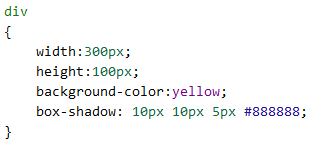 div
{
    width:300px;
    height:100px;
    background-color:yellow;
    box-shadow: 10px 10px 5px #888888;
}